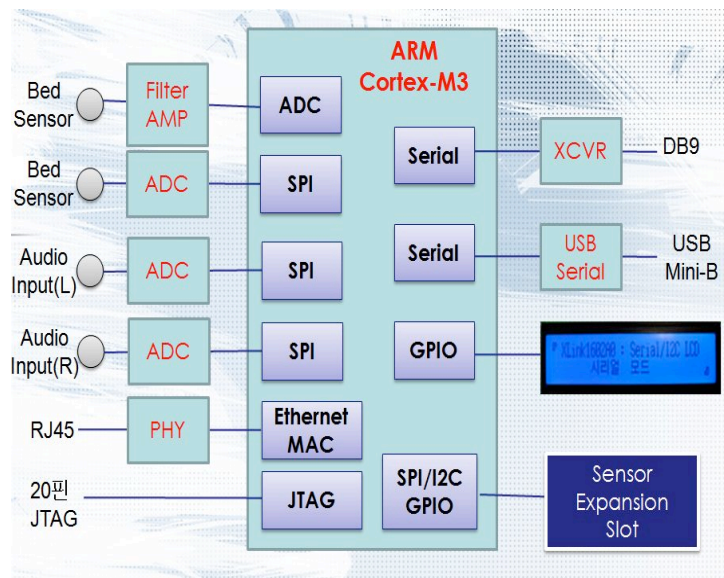 ARM
Cortex-M3
Bed
Sensor
Filter
AMP
ADC
Bed
Sensor
ADC
SPI
Audio
Input(L)
ADC
SPI
Audio
Input(R)
ADC
SPI
RJ45
PHY
Ethernet
MAC
20핀
JTAG
JTAG
Serial
XCVR
DB9
Serial
USB
Serial
USB
Mini-B
GPIO
XLink1602A0 : Serial/I2C LCD
시리얼 모드
SPI/I2C
GPIO
Sensor
Expansion
Slot